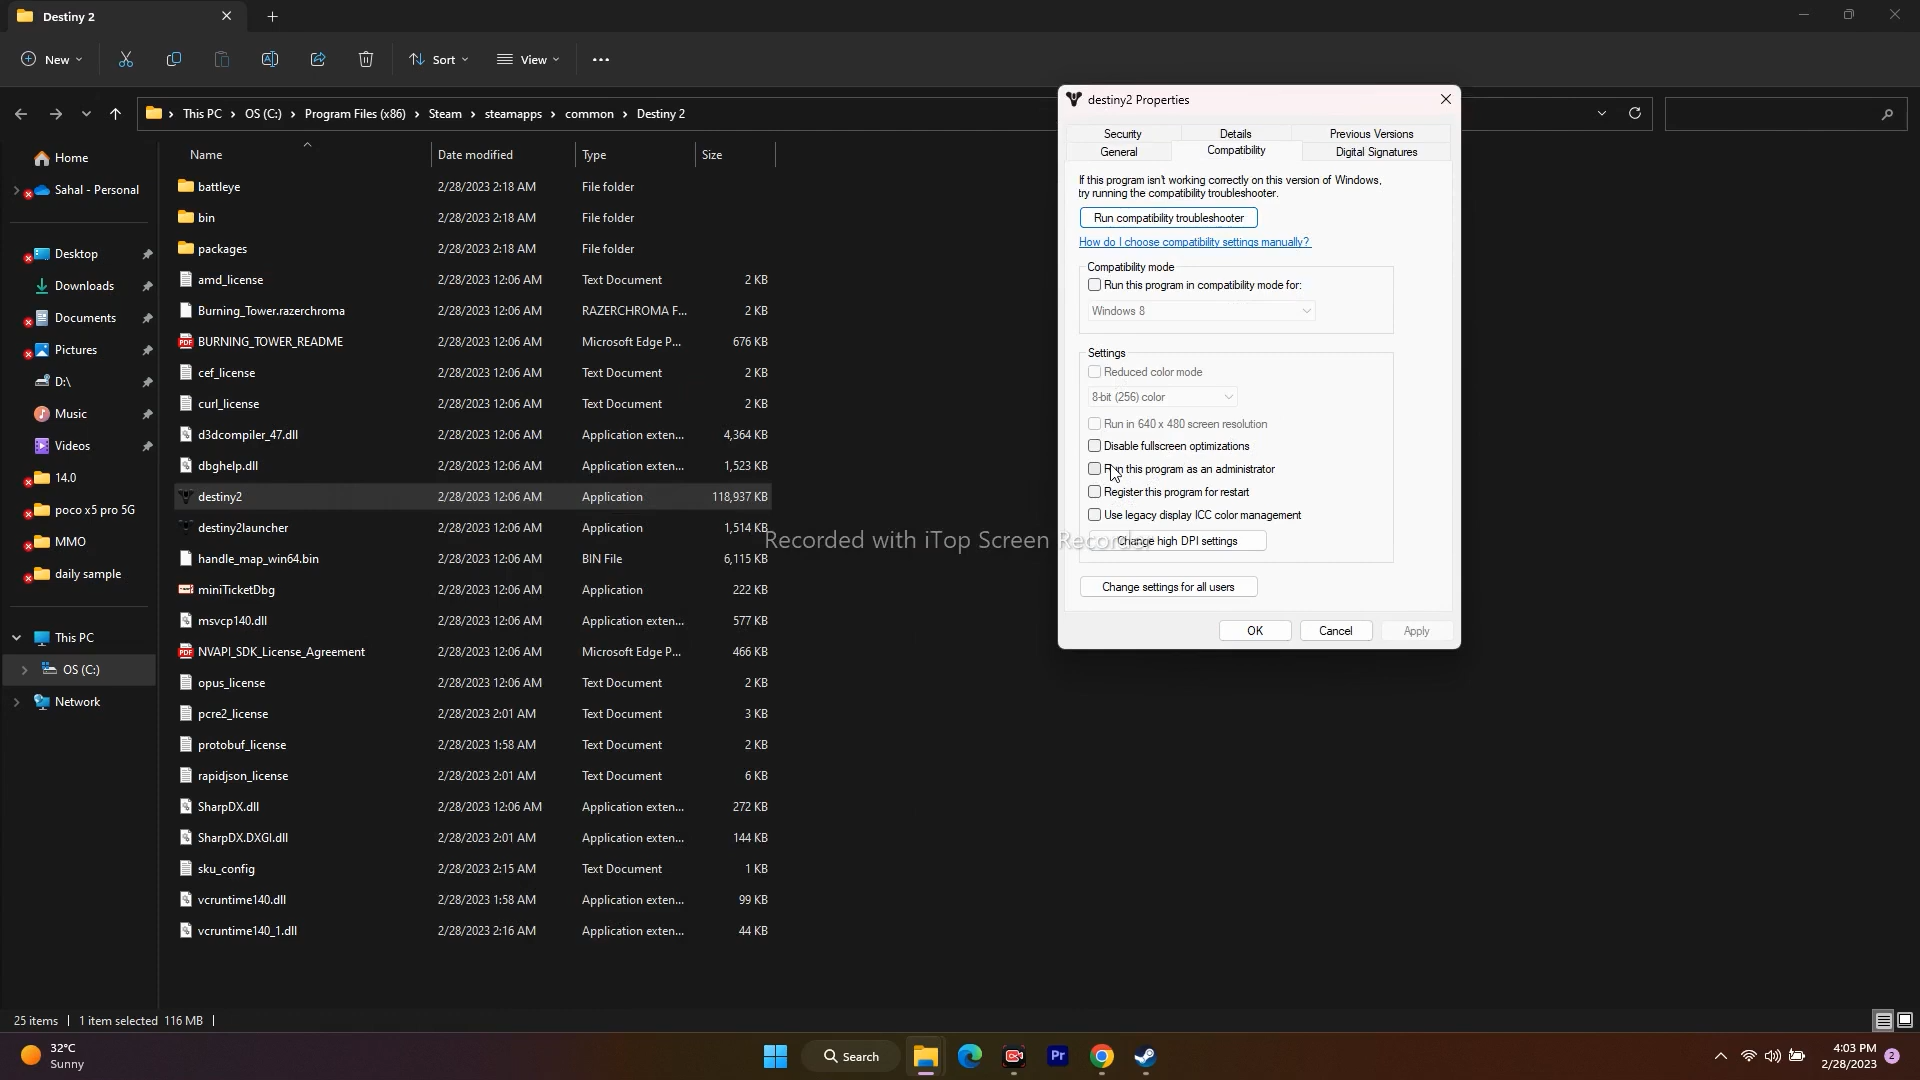 Destiny 2
New
Sort
View
This PC
OS (C:)
Program Files (x86)
Steam
steamapps
common
Destiny 2
Home
Sahal - Personal
Desktop
Downloads
Documents
Pictures
D:\
Music
Videos
14.0
poco x5 pro 5G
MMO
daily sample
This PC
OS (C:)
Network
Name Date modified Type Size
battleye 2/28/2023 2:18 AM File folder
bin 2/28/2023 2:18 AM File folder
packages 2/28/2023 2:18 AM File folder
amd_license 2/28/2023 12:06 AM Text Document 2 KB
Burning_Tower.razerchroma 2/28/2023 12:06 AM RAZERCHROMA F... 2 KB
BURNING_TOWER_README 2/28/2023 12:06 AM Microsoft Edge P... 676 KB
cef_license 2/28/2023 12:06 AM Text Document 2 KB
curl_license 2/28/2023 12:06 AM Text Document 2 KB
d3dcompiler_47.dll 2/28/2023 12:06 AM Application exten... 4,364 KB
dbghelp.dll 2/28/2023 12:06 AM Application exten... 1,523 KB
destiny2 2/28/2023 12:06 AM Application 118,937 KB
destiny2launcher 2/28/2023 12:06 AM Application 1,514 KB
handle_map_win64.bin 2/28/2023 12:06 AM BIN File 6,115 KB
miniTicketDbg 2/28/2023 12:06 AM Application 222 KB
msvcp140.dll 2/28/2023 12:06 AM Application exten... 577 KB
NVAPI_SDK_License_Agreement 2/28/2023 12:06 AM Microsoft Edge P... 466 KB
opus_license 2/28/2023 12:06 AM Text Document 2 KB
pcre2_license 2/28/2023 2:01 AM Text Document 3 KB
protobuf_license 2/28/2023 1:58 AM Text Document 2 KB
rapidjson_license 2/28/2023 2:01 AM Text Document 6 KB
SharpDX.dll 2/28/2023 12:06 AM Application exten... 272 KB
SharpDX.DXGI.dll 2/28/2023 2:01 AM Application exten... 144 KB
sku_config 2/28/2023 2:15 AM Text Document 1 KB
vcruntime140.dll 2/28/2023 1:58 AM Application exten... 99 KB
vcruntime140_1.dll 2/28/2023 2:16 AM Application exten... 44 KB
destiny2 Properties
Security Details Previous Versions
General Compatibility Digital Signatures
If this program isn't working correctly on this version of Windows,
try running the compatibility troubleshooter.
Run compatibility troubleshooter
How do I choose compatibility settings manually?
Compatibility mode
Run this program in compatibility mode for:
Windows 8
Settings
Reduced color mode
8-bit (256) color
Run in 640 x 480 screen resolution
Disable fullscreen optimizations
Run this program as an administrator
Register this program for restart
Use legacy display ICC color management
Change high DPI settings
Change settings for all users
OK Cancel Apply
Recorded with iTop Screen Recorder
25 items 1 item selected 116 MB
32°C
Sunny
Search
Pr
4:03 PM
2/28/2023
2